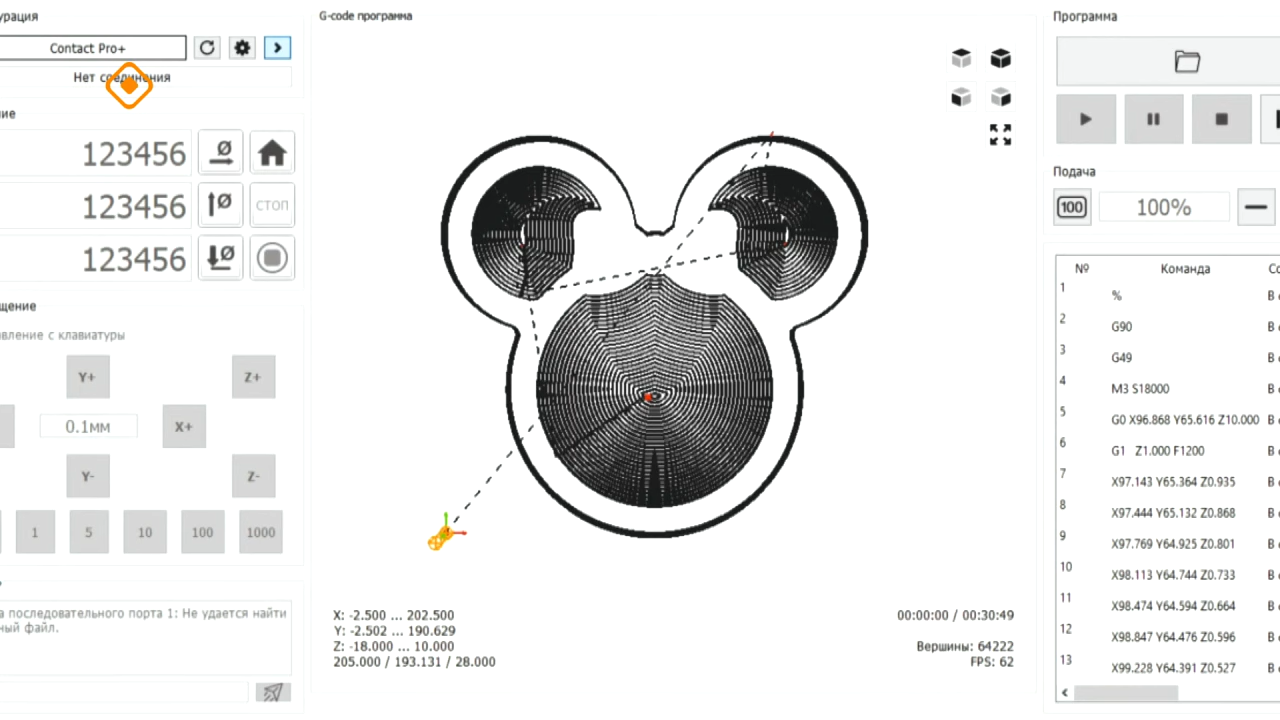 урация
Contact Pro+
Нет соединения
ние
123456
123456
СТОП
123456
щение
вление с клавиатуры
Y+
Z+
0.1мм
X+
Y-
Z-
1
5
10
100
1000
а последовательного порта 1: Не удается найти
ный файл.
G-code программа
X: -2.500 ... 202.500
Y: -2.502 ... 190.629
Z: -18.000 ... 10.000
205.000 / 193.131 / 28.000
00:00:00 / 00:30:49
Вершины: 64222
FPS: 62
Программа
Подача
100
100%
№ Команда Со
1 % В
2 G90 В
3 G49 В
4 M3 S18000 В
5 G0 X96.868 Y65.616 Z10.000 В
6 G1 Z1.000 F1200 В
7 X97.143 Y65.364 Z0.935 В
8 X97.444 Y65.132 Z0.868 В
9 X97.769 Y64.925 Z0.801 В
10 X98.113 Y64.744 Z0.733 В
11 X98.474 Y64.594 Z0.664 В
12 X98.847 Y64.476 Z0.596 В
13 X99.228 Y64.391 Z0.527 В